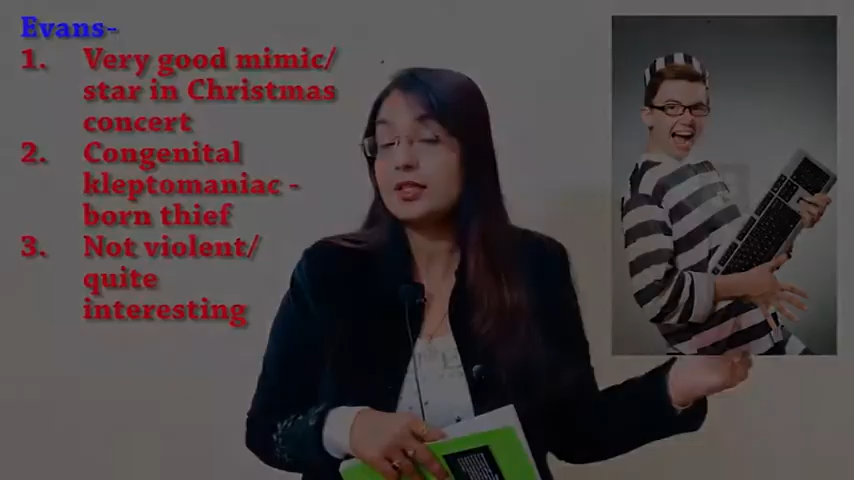 Evans-
1. Very good mimic/
star in Christmas
concert
2. Congenital
kleptomaniac -
born thief
3. Not violent/
quite
interesting